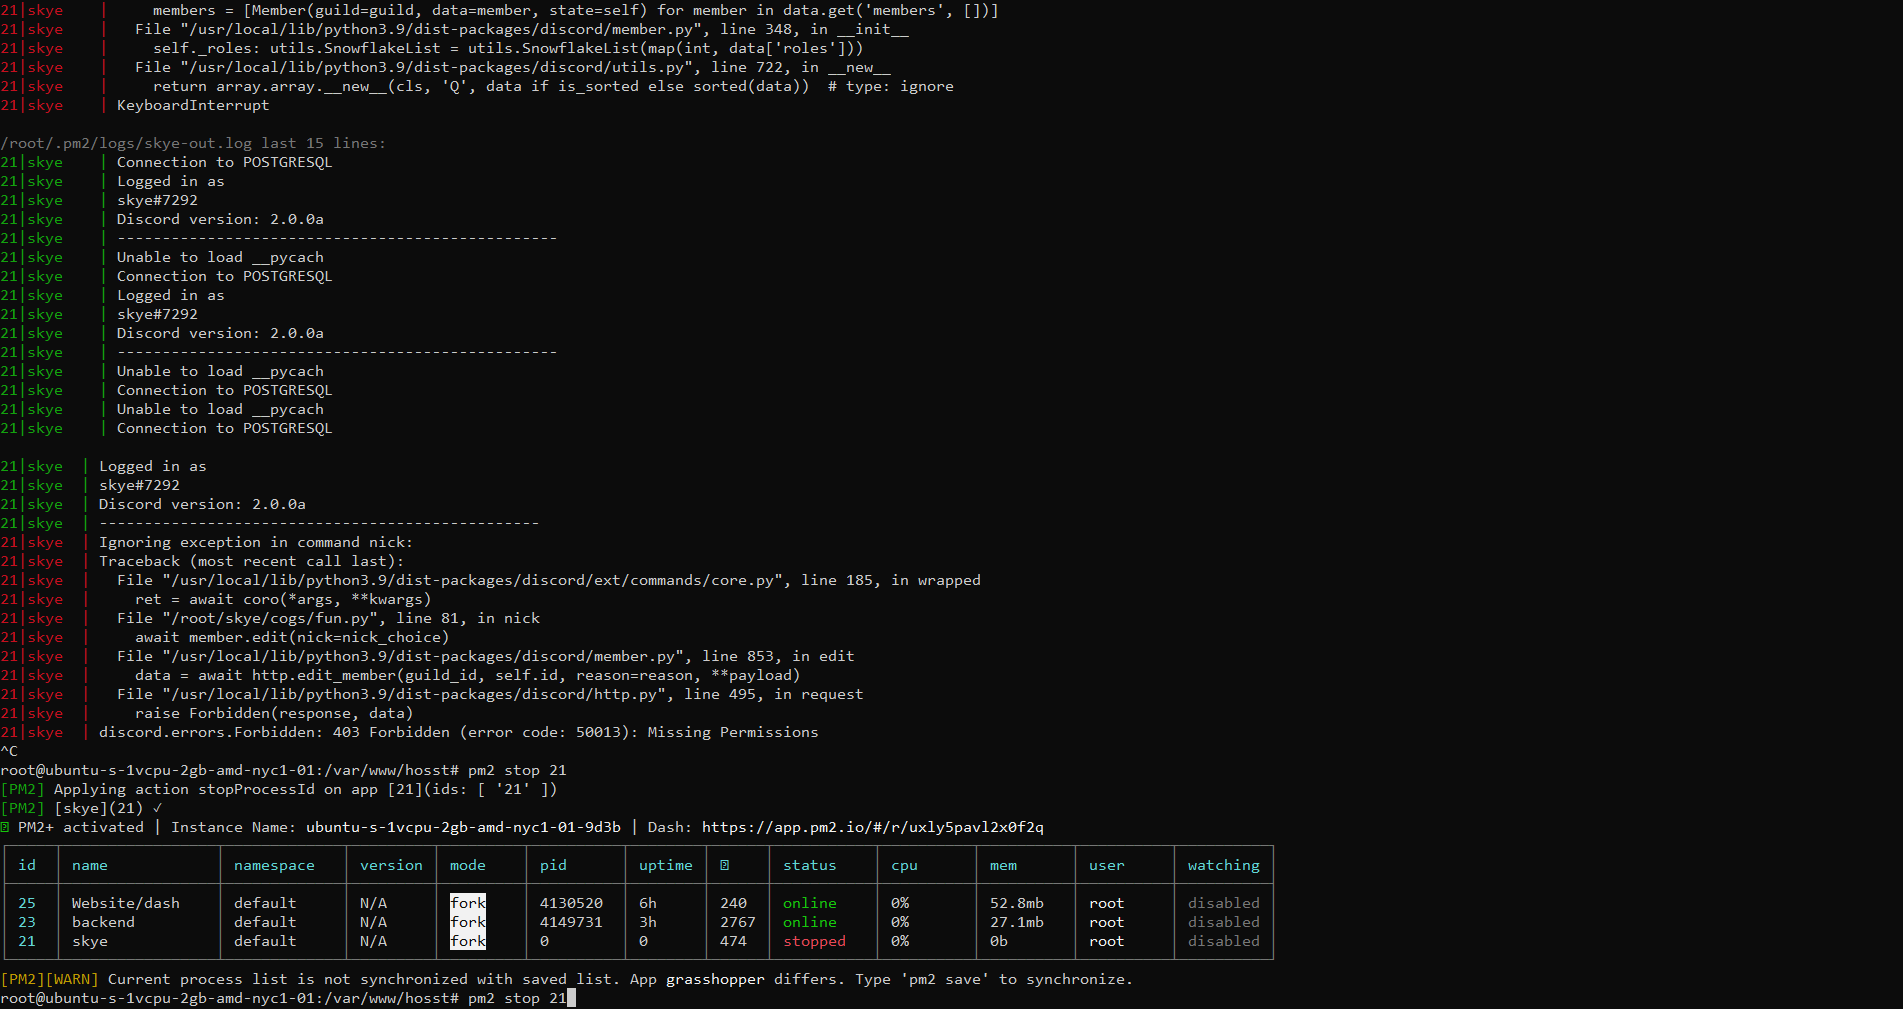 21|skye     |     members = [Member(guild=guild, data=member, state=self) for member in data.get('members', [])]
21|skye     |   File "/usr/local/lib/python3.9/dist-packages/discord/member.py", line 348, in __init__
21|skye     |     self._roles: utils.SnowflakeList = utils.SnowflakeList(map(int, data['roles']))
21|skye     |   File "/usr/local/lib/python3.9/dist-packages/discord/utils.py", line 722, in __new__
21|skye     |     return array.array.__new__(cls, 'Q', data if is_sorted else sorted(data))  # type: ignore
21|skye     | KeyboardInterrupt
/root/.pm2/logs/skye-out.log last 15 lines:
21|skye     | Connection to POSTGRESQL
21|skye     | Logged in as
21|skye     | skye#7292
21|skye     | Discord version: 2.0.0a
21|skye     | -------------------------------------------------
21|skye     | Unable to load __pycach
21|skye     | Connection to POSTGRESQL
21|skye     | Logged in as
21|skye     | skye#7292
21|skye     | Discord version: 2.0.0a
21|skye     | -------------------------------------------------
21|skye     | Unable to load __pycach
21|skye     | Connection to POSTGRESQL
21|skye     | Unable to load __pycach
21|skye     | Connection to POSTGRESQL
21|skye  | Logged in as
21|skye  | skye#7292
21|skye  | Discord version: 2.0.0a
21|skye  | -------------------------------------------------
21|skye  | Ignoring exception in command nick:
21|skye  | Traceback (most recent call last):
21|skye  |   File "/usr/local/lib/python3.9/dist-packages/discord/ext/commands/core.py", line 185, in wrapped
21|skye  |     ret = await coro(*args, **kwargs)
21|skye  |   File "/root/skye/cogs/fun.py", line 81, in nick
21|skye  |     await member.edit(nick=nick_choice)
21|skye  |   File "/usr/local/lib/python3.9/dist-packages/discord/member.py", line 853, in edit
21|skye  |     data = await http.edit_member(guild_id, self.id, reason=reason, **payload)
21|skye  |   File "/usr/local/lib/python3.9/dist-packages/discord/http.py", line 495, in request
21|skye  |     raise Forbidden(response, data)
21|skye  | discord.errors.Forbidden: 403 Forbidden (error code: 50013): Missing Permissions
^C
root@ubuntu-s-1vcpu-2gb-amd-nyc1-01:/var/www/hosst# pm2 stop 21
[PM2] Applying action stopProcessId on app [21](ids: [ '21' ])
[PM2] [skye](21) ✓
PM2+ activated | Instance Name: ubuntu-s-1vcpu-2gb-amd-nyc1-01-9d3b | Dash: https://app.pm2.io/#/r/uxly5pavl2x0f2q
id | name | namespace | version | mode | pid | uptime | | status | cpu | mem | user | watching
25 | Website/dash | default | N/A | fork | 4130520 | 6h | 240 | online | 0% | 52.8mb | root | disabled
23 | backend | default | N/A | fork | 4149731 | 3h | 2767 | online | 0% | 27.1mb | root | disabled
21 | skye | default | N/A | fork | 0 | 0 | 474 | stopped | 0% | 0b | root | disabled
[PM2][WARN] Current process list is not synchronized with saved list. App grasshopper differs. Type 'pm2 save' to synchronize.
root@ubuntu-s-1vcpu-2gb-amd-nyc1-01:/var/www/hosst# pm2 stop 21